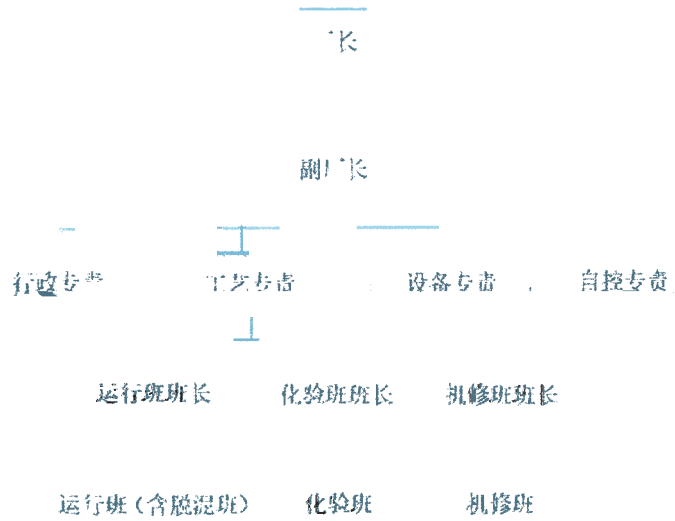 厂长
副厂长
行政专责 工艺专责 设备专责 自控专责
运行班班长 化验班班长 机修班班长
运行班（含脱泥班） 化验班 机修班